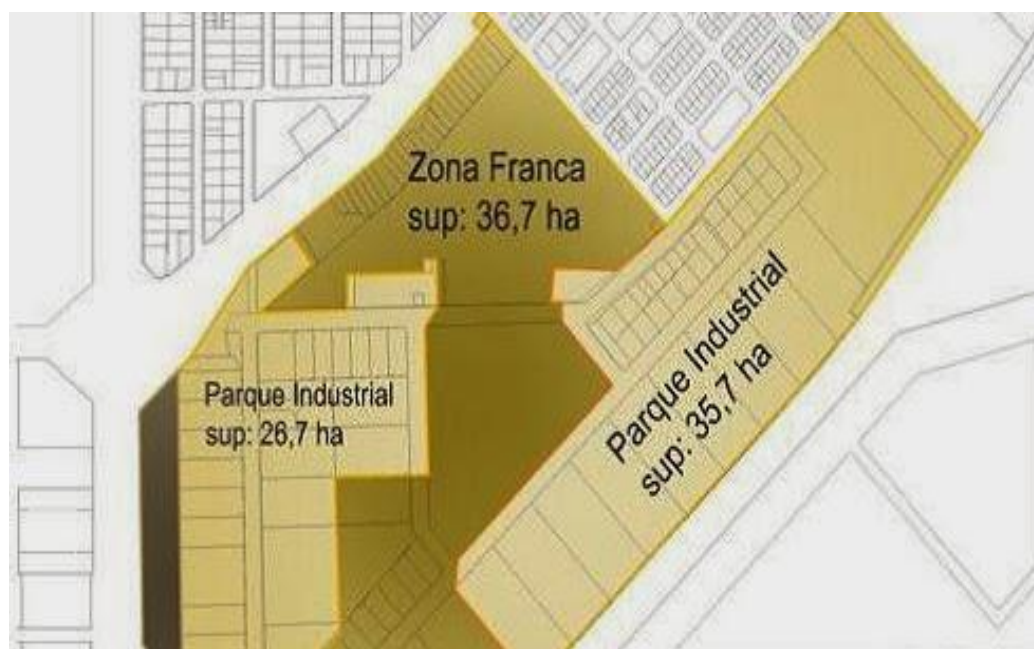 Zona Franca
sup: 36,7 ha
Parque Industrial
sup: 26,7 ha
Parque Industrial
sup: 35,7 ha